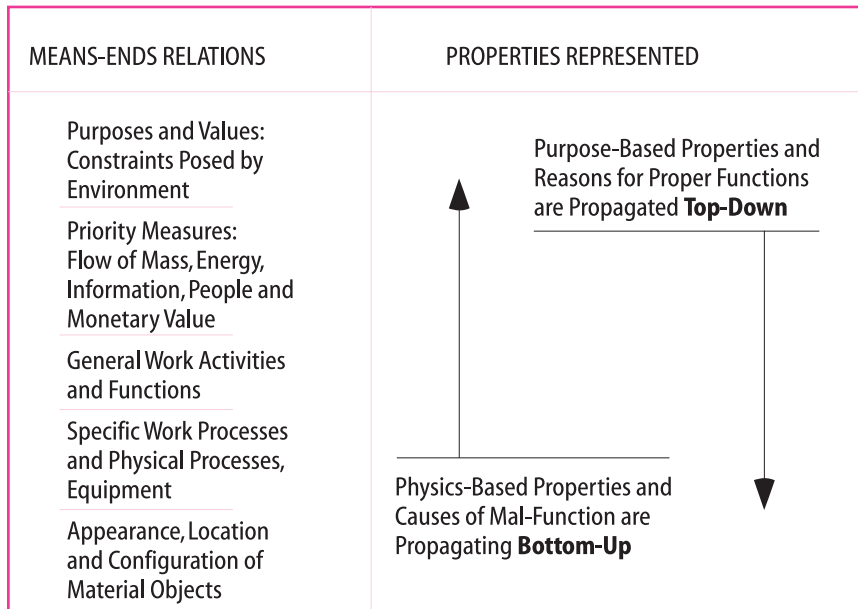 MEANS-ENDS RELATIONS
PROPERTIES REPRESENTED
Purposes and Values:
Constraints Posed by
Environment
Priority Measures:
Flow of Mass, Energy,
Information, People and
Monetary Value
General Work Activities
and Functions
Specific Work Processes
and Physical Processes,
Equipment
Appearance, Location
and Configuration of
Material Objects
Purpose-Based Properties and
Reasons for Proper Functions
are Propagated Top-Down
Physics-Based Properties and
Causes of Mal-Function are
Propagating Bottom-Up